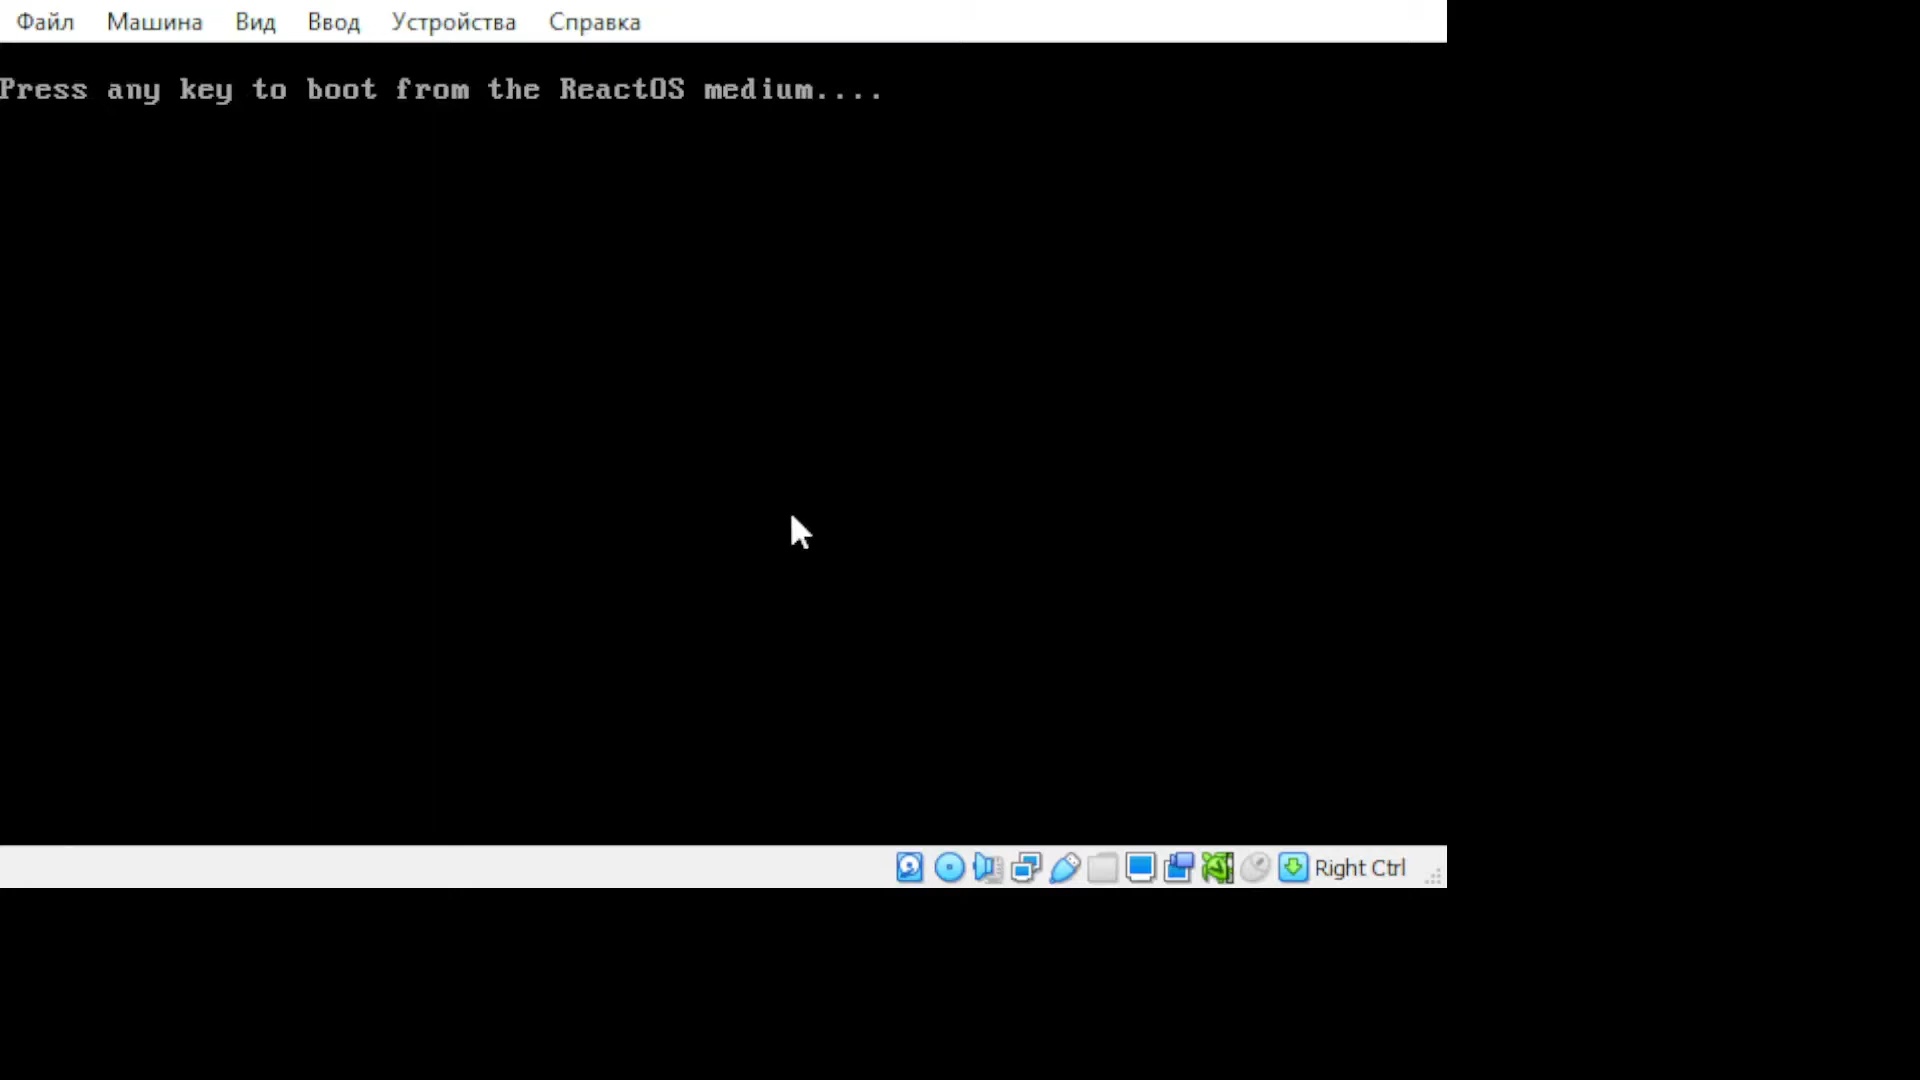 Файл Машина Вид Ввод Устройства Справка
Press any key to boot from the ReactOS medium....
Right Ctrl